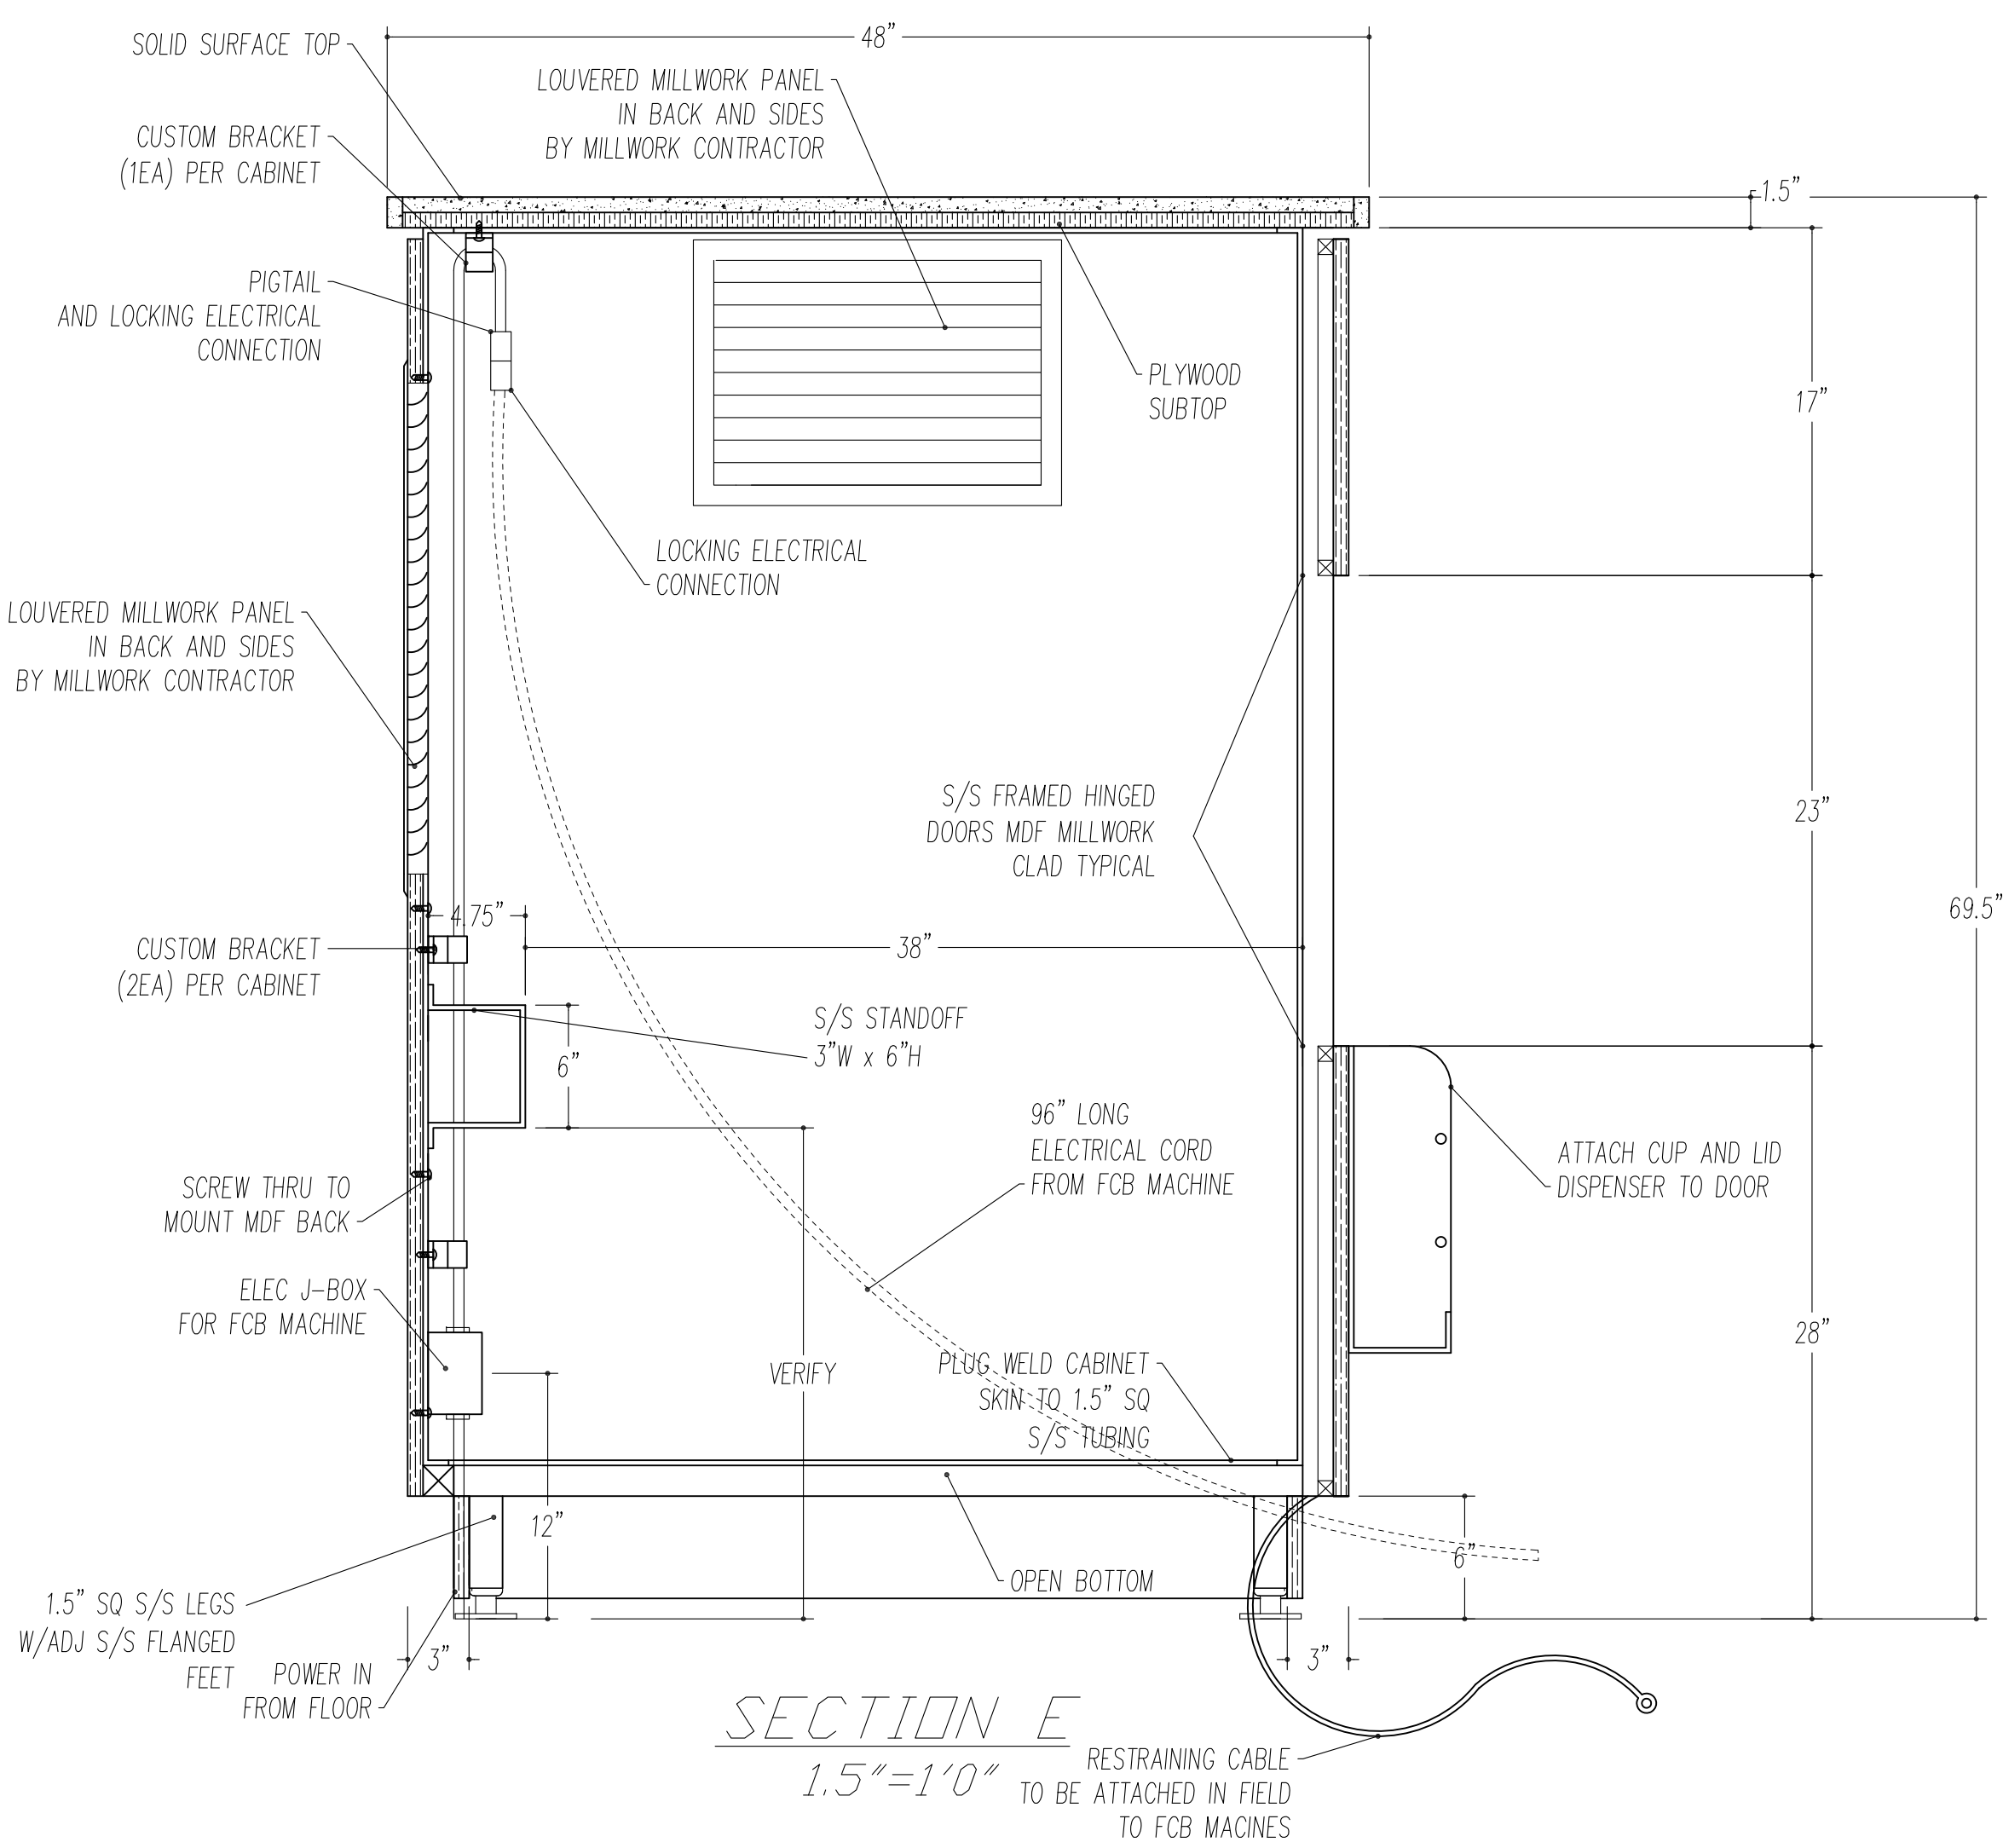 48"
SOLID SURFACE TOP
LOUVERED MILLWORK PANEL
IN BACK AND SIDES
BY MILLWORK CONTRACTOR
CUSTOM BRACKET
(1EA) PER CABINET
1.5"
PIGTAIL
AND LOCKING ELECTRICAL
CONNECTION
PLYWOOD
SUBTOP
17"
LOCKING ELECTRICAL
CONNECTION
LOUVERED MILLWORK PANEL
IN BACK AND SIDES
BY MILLWORK CONTRACTOR
S/S FRAMED HINGED
DOORS MDF MILLWORK
CLAD TYPICAL
23"
69.5"
4.75"
38"
CUSTOM BRACKET
(2EA) PER CABINET
S/S STANDOFF
3"W x 6"H
6"
96" LONG
ELECTRICAL CORD
FROM FCB MACHINE
ATTACH CUP AND LID
DISPENSER TO DOOR
SCREW THRU TO
MOUNT MDF BACK
ELEC J-BOX
FOR FCB MACHINE
28"
VERIFY
PLUG WELD CABINET
SKIN TO 1.5" SQ
S/S TUBING
12"
6"
OPEN BOTTOM
1.5" SQ S/S LEGS
W/ADJ S/S FLANGED
FEET
POWER IN
FROM FLOOR
3"
3"
SECTION E
1.5"=1'0"
RESTRAINING CABLE
TO BE ATTACHED IN FIELD
TO FCB MACINES